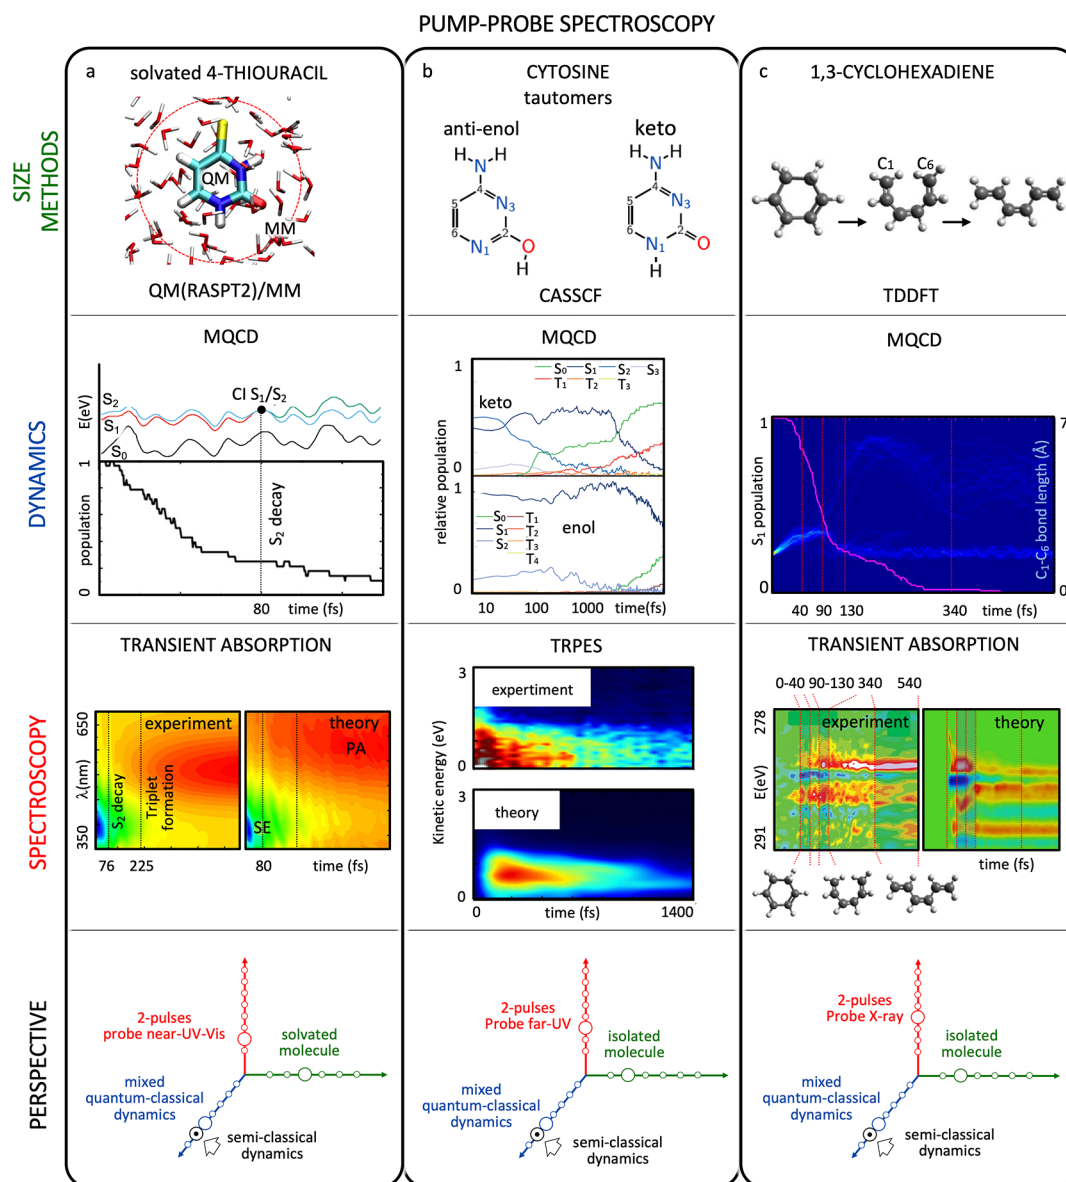 PUMP-PROBE SPECTROSCOPY
SIZE
METHODS
a
solvated 4-THIOURACIL
QM
MM
QM(RASPT2)/MM
b
CYTOSINE
tautomers
anti-enol
keto
H H
N
4
5
N3
6
2
N1
O
H
H H
N
4
5
N3
6
2
N1
O
H
CASSCF
c
1,3-CYCLOHEXADIENE
C1 C6
TDDFT
DYNAMICS
MQCD
E(eV)
S2
S1
S0
CI S1/S2
1
population
0
S2 decay
80
time (fs)
MQCD
relative population
1
S0 S1 S2 S3
T1 T2 T3
keto
0
1
enol
S0 T1
S1 T2
S2 T3
T4
0
10 100 1000 time(fs)
MQCD
1
S1 population
0
7
C1-C6 bond length (Å)
0
40 90 130 340 time (fs)
SPECTROSCOPY
TRANSIENT ABSORPTION
650
λ(nm)
350
experiment
S2 decay
Triplet
formation
76 225
theory
PA
SE
80
time (fs)
TRPES
Kinetic energy (eV)
3
expertiment
0
3
theory
0
0 time (fs) 1400
TRANSIENT ABSORPTION
0-40 90-130 340 540
278
E(eV)
291
experiment
theory
time (fs)
PERSPECTIVE
2-pulses
probe near-UV-Vis
solvated
molecule
mixed
quantum-classical
dynamics
semi-classical
dynamics
2-pulses
Probe far-UV
isolated
molecule
mixed
quantum-classical
dynamics
semi-classical
dynamics
2-pulses
Probe X-ray
isolated
molecule
mixed
quantum-classical
dynamics
semi-classical
dynamics